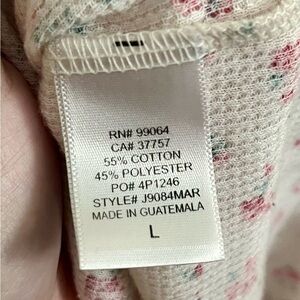 RN# 99064
CA# 37757
55% COTTON
45% POLYESTER
PO# 4P1246
STYLE# J9084MAR
MADE IN GUATEMALA
L